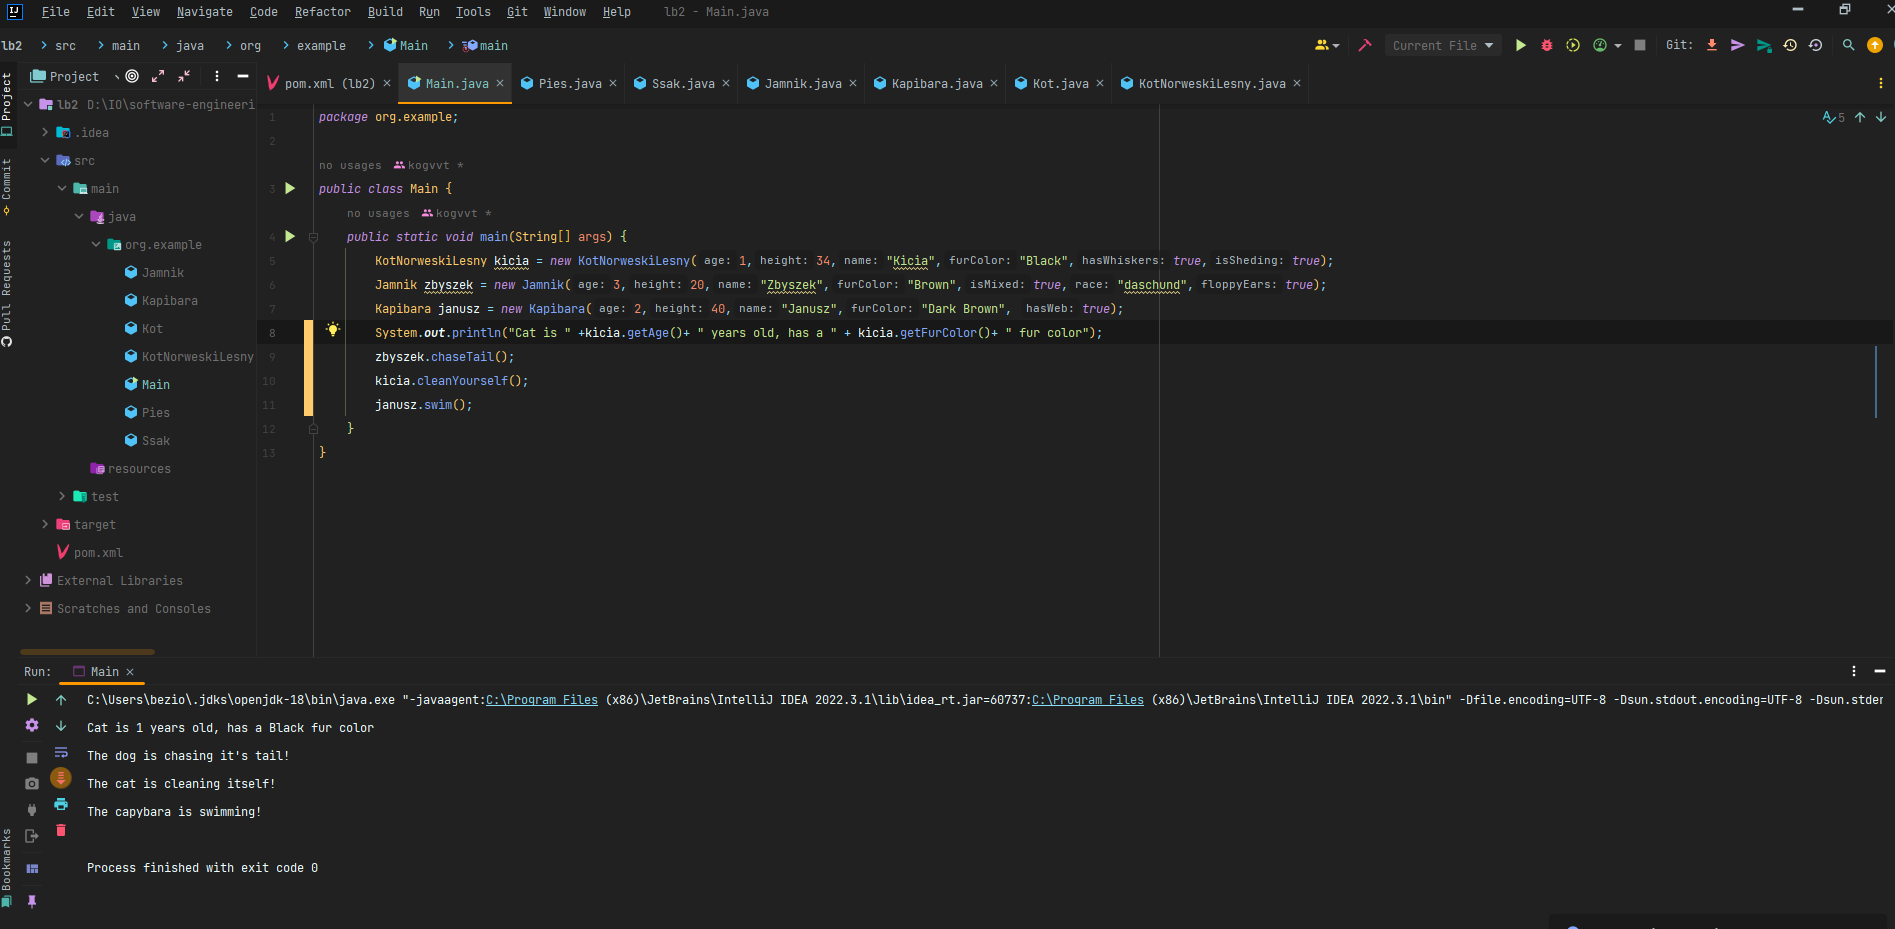 File Edit View Navigate Code Refactor Build Run Tools Git Window Help lb2 - Main.java
lb2 > src > main > java > org > example > Main > main
Current File
Git:
Project
pom.xml (lb2) Main.java Pies.java Ssak.java Jamnik.java Kapibara.java Kot.java KotNorweskiLesny.java
Project
Commit
Pull Requests
Bookmarks
lb2 D:\IO\software-engineeri
.idea
src
main
java
org.example
Jamnik
Kapibara
Kot
KotNorweskiLesny
Main
Pies
Ssak
resources
test
target
pom.xml
External Libraries
Scratches and Consoles
5
1 package org.example;
2
no usages kogvvt *
3 public class Main {
no usages kogvvt *
4 public static void main(String[] args) {
5 KotNorweskiLesny kicia = new KotNorweskiLesny( age: 1, height: 34, name: "Kicia", furColor: "Black", hasWhiskers: true, isSheding: true);
6 Jamnik zbyszek = new Jamnik( age: 3, height: 20, name: "Zbyszek", furColor: "Brown", isMixed: true, race: "daschund", floppyEars: true);
7 Kapibara janusz = new Kapibara( age: 2, height: 40, name: "Janusz", furColor: "Dark Brown", hasWeb: true);
8 System.out.println("Cat is " +kicia.getAge()+ " years old, has a " + kicia.getFurColor()+ " fur color");
9 zbyszek.chaseTail();
10 kicia.cleanYourself();
11 janusz.swim();
12 }
13 }
Run: Main
C:\Users\bezio\.jdks\openjdk-18\bin\java.exe "-javaagent:C:\Program Files (x86)\JetBrains\IntelliJ IDEA 2022.3.1\lib\idea_rt.jar=60737:C:\Program Files (x86)\JetBrains\IntelliJ IDEA 2022.3.1\bin" -Dfile.encoding=UTF-8 -Dsun.stdout.encoding=UTF-8 -Dsun.stder
Cat is 1 years old, has a Black fur color
The dog is chasing it's tail!
The cat is cleaning itself!
The capybara is swimming!
Process finished with exit code 0